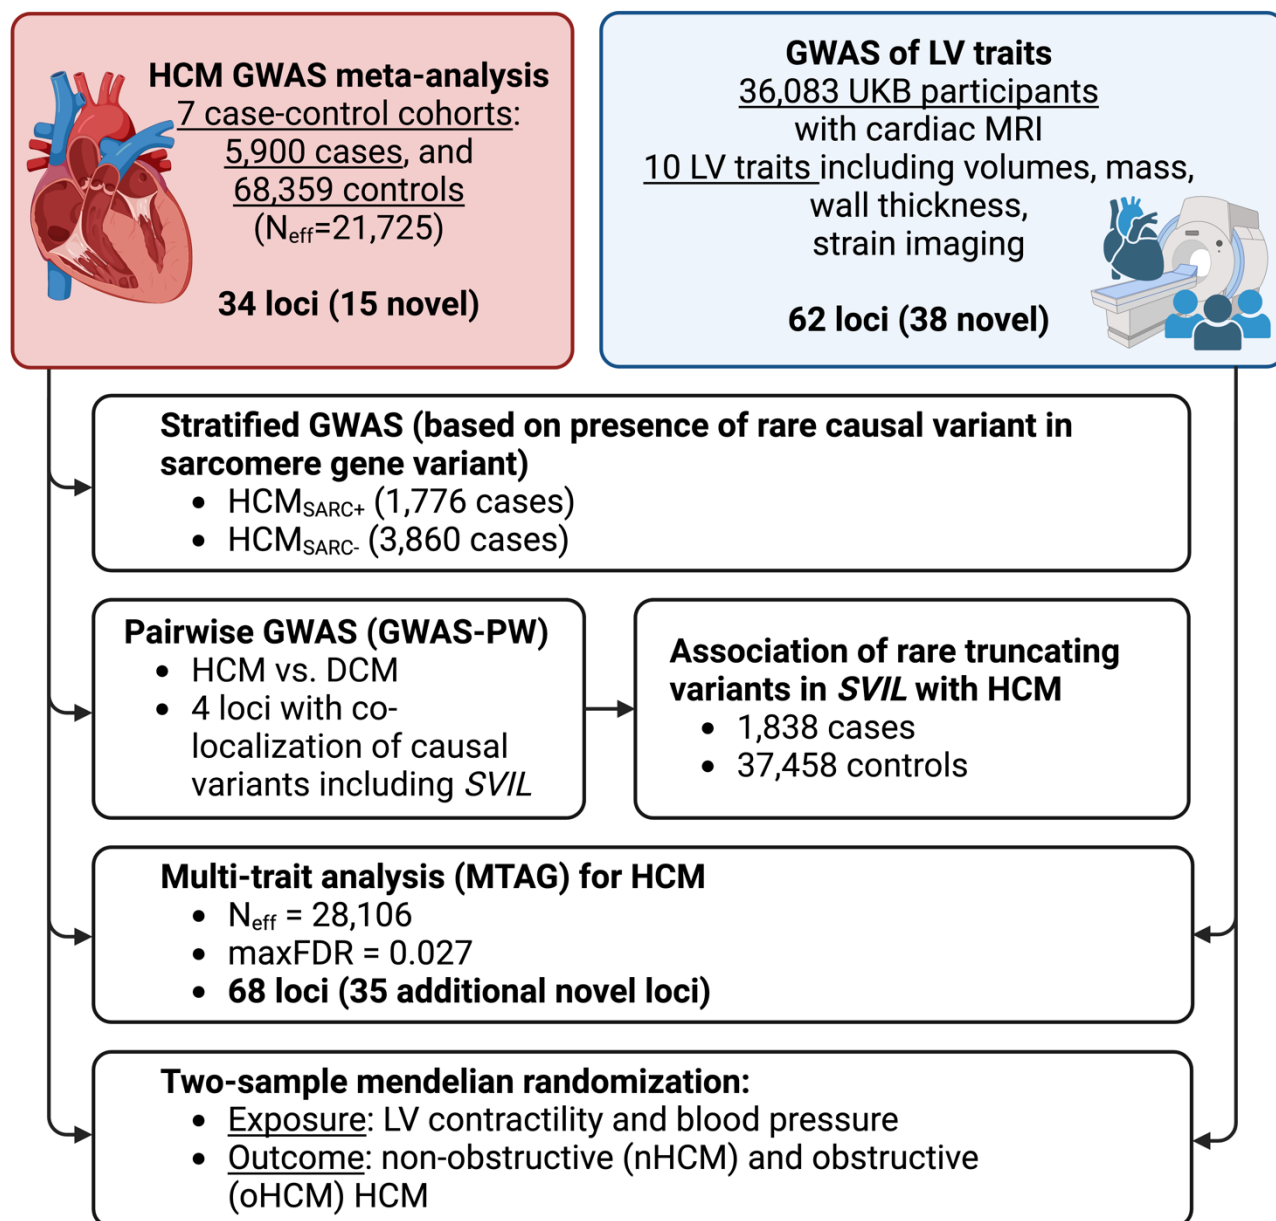 HCM GWAS meta-analysis
7 case-control cohorts:
5,900 cases, and
68,359 controls
(Neff=21,725)
34 loci (15 novel)
GWAS of LV traits
36,083 UKB participants
with cardiac MRI
10 LV traits including volumes, mass,
wall thickness,
strain imaging
62 loci (38 novel)
Stratified GWAS (based on presence of rare causal variant in
sarcomere gene variant)
• HCMSARC+ (1,776 cases)
• HCMSARC- (3,860 cases)
Pairwise GWAS (GWAS-PW)
• HCM vs. DCM
• 4 loci with co-
localization of causal
variants including SVIL
Association of rare truncating
variants in SVIL with HCM
• 1,838 cases
• 37,458 controls
Multi-trait analysis (MTAG) for HCM
• Neff = 28,106
• maxFDR = 0.027
• 68 loci (35 additional novel loci)
Two-sample mendelian randomization:
• Exposure: LV contractility and blood pressure
• Outcome: non-obstructive (nHCM) and obstructive
(oHCM) HCM